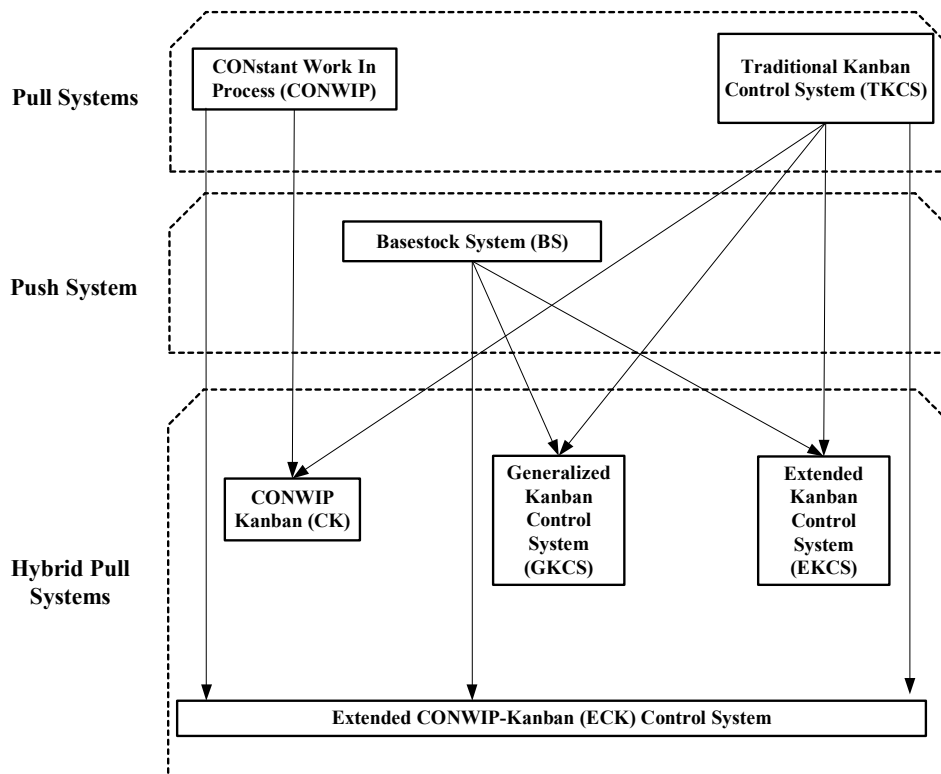 Pull Systems
CONstant Work In
Process (CONWIP)
Traditional Kanban
Control System (TKCS)
Push System
Basestock System (BS)
Hybrid Pull
Systems
CONWIP
Kanban (CK)
Generalized
Kanban
Control
System
(GKCS)
Extended
Kanban
Control
System
(EKCS)
Extended CONWIP-Kanban (ECK) Control System